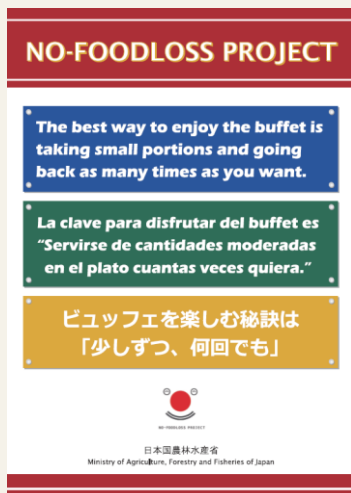 NO-FOODLOSS PROJECT
The best way to enjoy the buffet is
taking small portions and going
back as many times as you want.
La clave para disfrutar del buffet es
“Servirse de cantidades moderadas
en el plato cuantas veces quiera.”
ビュッフェを楽しむ秘訣は
「少しずつ、何回でも」
NO-FOODLOSS PROJECT
日本国農林水産省
Ministry of Agriculture, Forestry and Fisheries of Japan